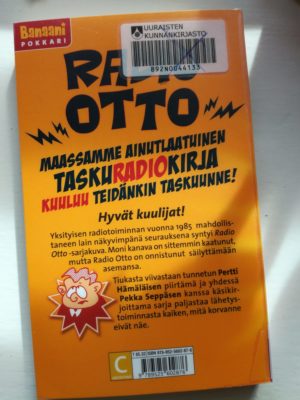 Banaani
POKKARI
UURAISTEN
KUNNANKIRJASTO
89ZN0044133
RADIO
OTTO
MAASSAMME AINUTLAATUINEN
TASKURADIOKIRJA
KUULUU TEIDÄNKIN TASKUUNNE!
Hyvät kuulijat!
Yksityisen radiotoiminnan vuonna 1985 mahdollis-
taneen lain näkyvimpänä seurauksena syntyi Radio
Otto -sarjakuva. Moni kanava on sittemmin kaatunut,
mutta Radio Otto on onnistunut säilyttämään
asemansa.
Tiukasta viivastaan tunnetun Pertti
Hämäläisen piirtämä ja yhdessä
Pekka Seppäsen kanssa käsikir-
joittama sarja paljastaa lähetys-
toiminnasta kaiken, mitä korvanne
eivät näe.
C